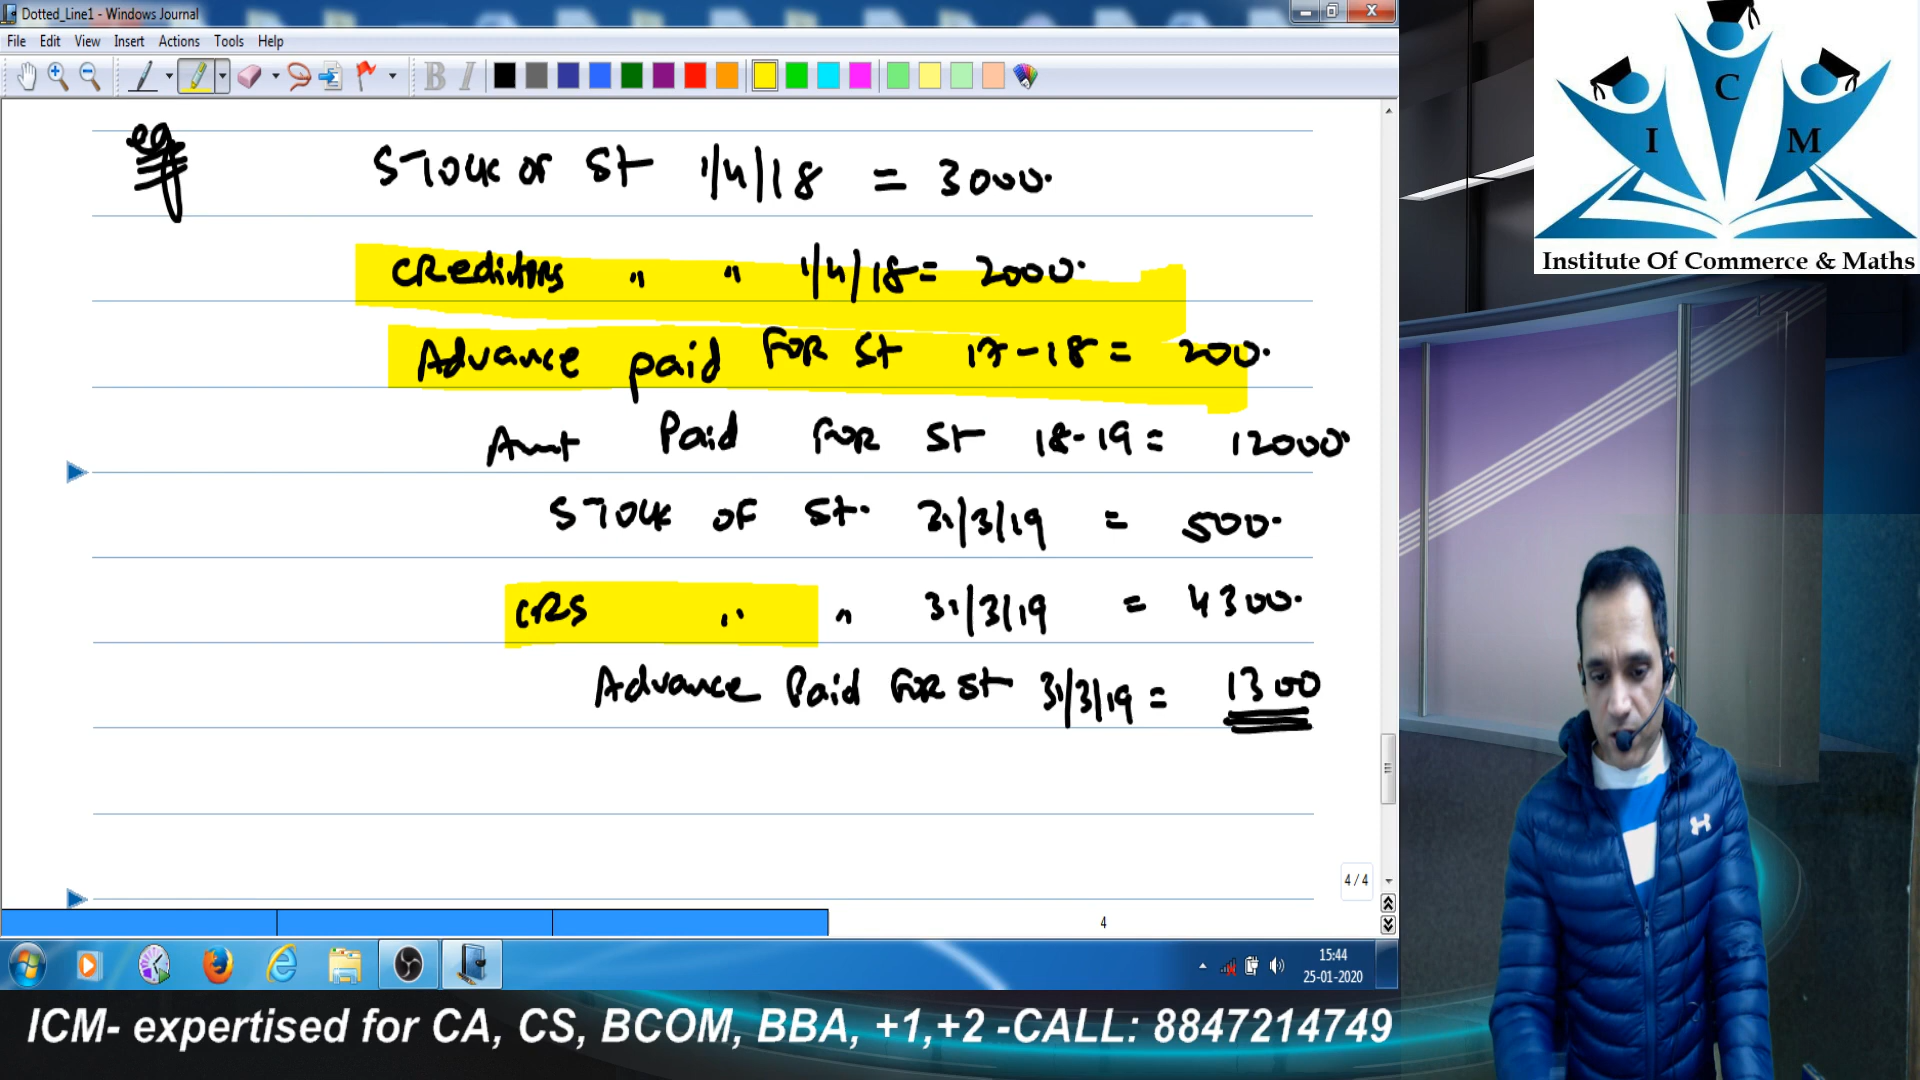 Dotted_Line1 - Windows Journal
File Edit View Insert Actions Tools Help
B I
eg
Stock of St 1/4/18 = 3000.
Creditors " " 1/4/18 = 2000.
Advance paid for St 17-18 = 200.
Amt Paid for St 18-19 = 12000.
Stock of St. 31/3/19 = 500.
CRS " " 31/3/19 = 4300.
Advance Paid for St 31/3/19 = 1300
4 / 4
4
15:44
25-01-2020
I C M
Institute Of Commerce & Maths
ICM- expertised for CA, CS, BCOM, BBA, +1,+2 -CALL: 8847214749